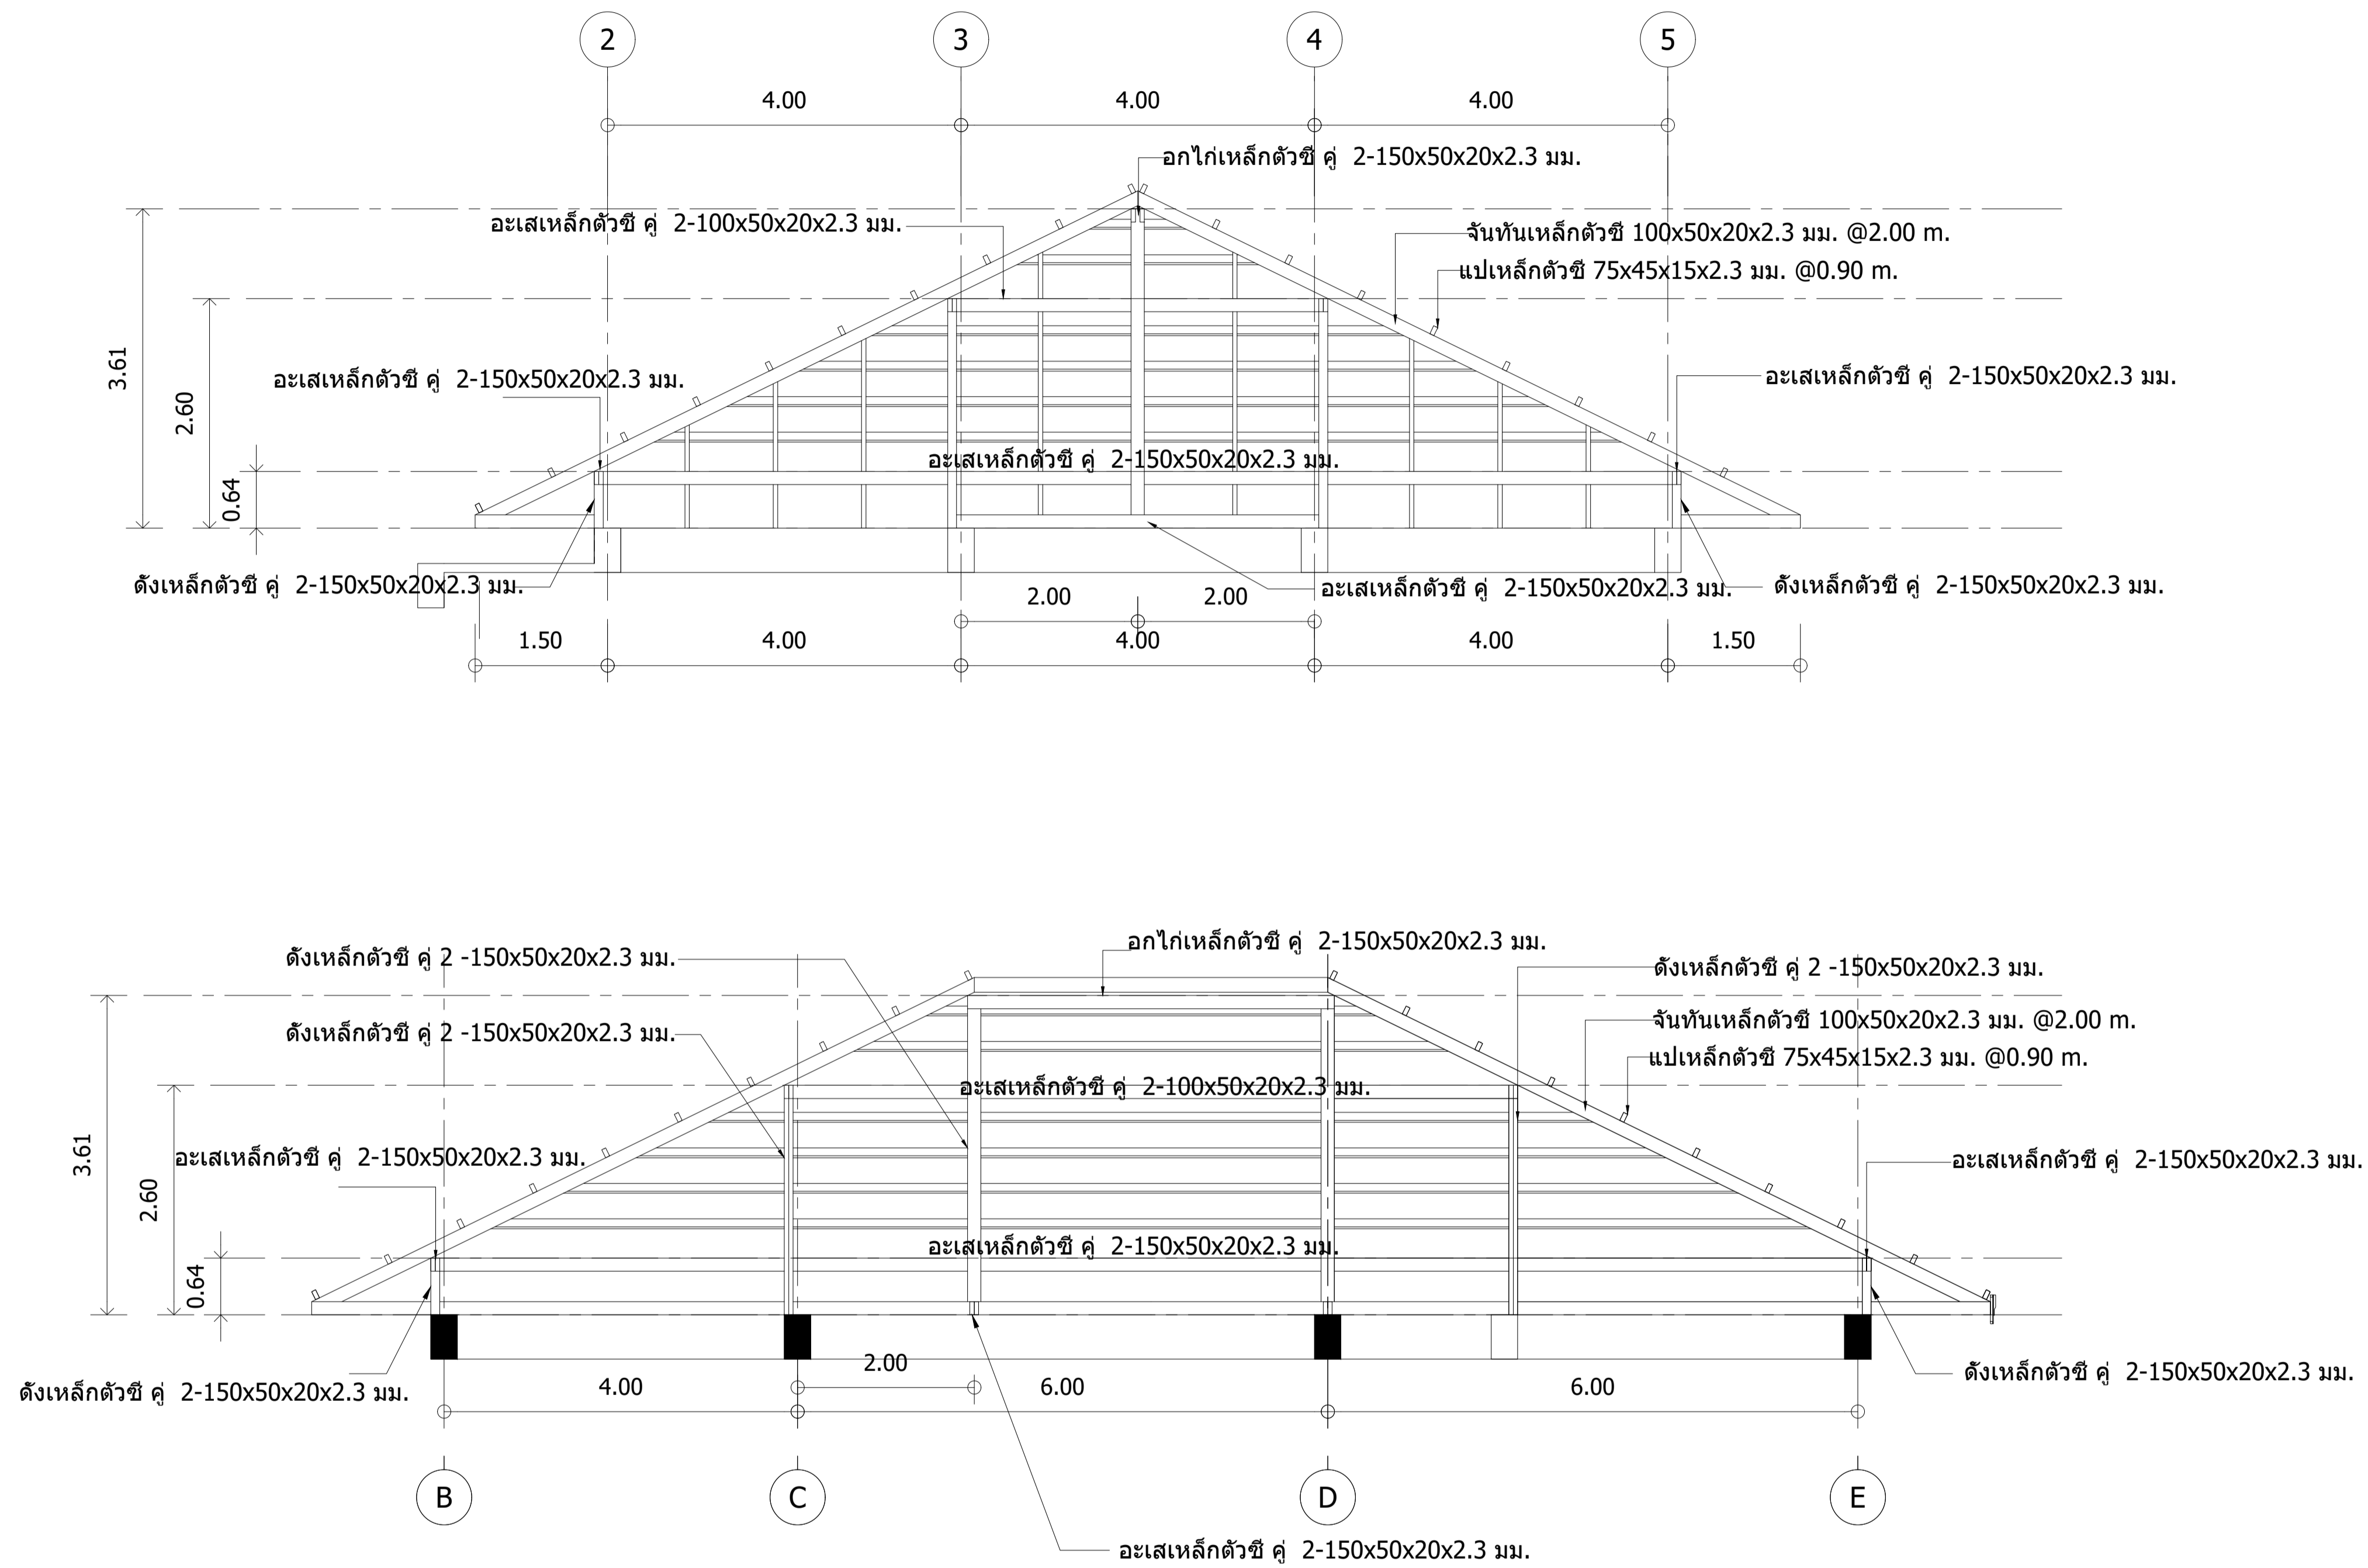 2 3 4 5
4.00 4.00 4.00
อกไก่เหล็กตัวซี คู่ 2-150x50x20x2.3 มม.
อะเสเหล็กตัวซี คู่ 2-100x50x20x2.3 มม.
จันทันเหล็กตัวซี 100x50x20x2.3 มม. @2.00 m.
แปเหล็กตัวซี 75x45x15x2.3 มม. @0.90 m.
3.61
2.60
0.64
อะเสเหล็กตัวซี คู่ 2-150x50x20x2.3 มม.
อะเสเหล็กตัวซี คู่ 2-150x50x20x2.3 มม.
อะเสเหล็กตัวซี คู่ 2-150x50x20x2.3 มม.
ดั้งเหล็กตัวซี คู่ 2-150x50x20x2.3 มม.
อะเสเหล็กตัวซี คู่ 2-150x50x20x2.3 มม.
ดั้งเหล็กตัวซี คู่ 2-150x50x20x2.3 มม.
2.00 2.00
1.50 4.00 4.00 4.00 1.50
อกไก่เหล็กตัวซี คู่ 2-150x50x20x2.3 มม.
ดั้งเหล็กตัวซี คู่ 2 -150x50x20x2.3 มม.
ดั้งเหล็กตัวซี คู่ 2 -150x50x20x2.3 มม.
ดั้งเหล็กตัวซี คู่ 2 -150x50x20x2.3 มม.
จันทันเหล็กตัวซี 100x50x20x2.3 มม. @2.00 m.
แปเหล็กตัวซี 75x45x15x2.3 มม. @0.90 m.
อะเสเหล็กตัวซี คู่ 2-100x50x20x2.3 มม.
3.61
2.60
0.64
อะเสเหล็กตัวซี คู่ 2-150x50x20x2.3 มม.
อะเสเหล็กตัวซี คู่ 2-150x50x20x2.3 มม.
อะเสเหล็กตัวซี คู่ 2-150x50x20x2.3 มม.
2.00
ดั้งเหล็กตัวซี คู่ 2-150x50x20x2.3 มม.
ดั้งเหล็กตัวซี คู่ 2-150x50x20x2.3 มม.
4.00 6.00 6.00
B C D E
อะเสเหล็กตัวซี คู่ 2-150x50x20x2.3 มม.